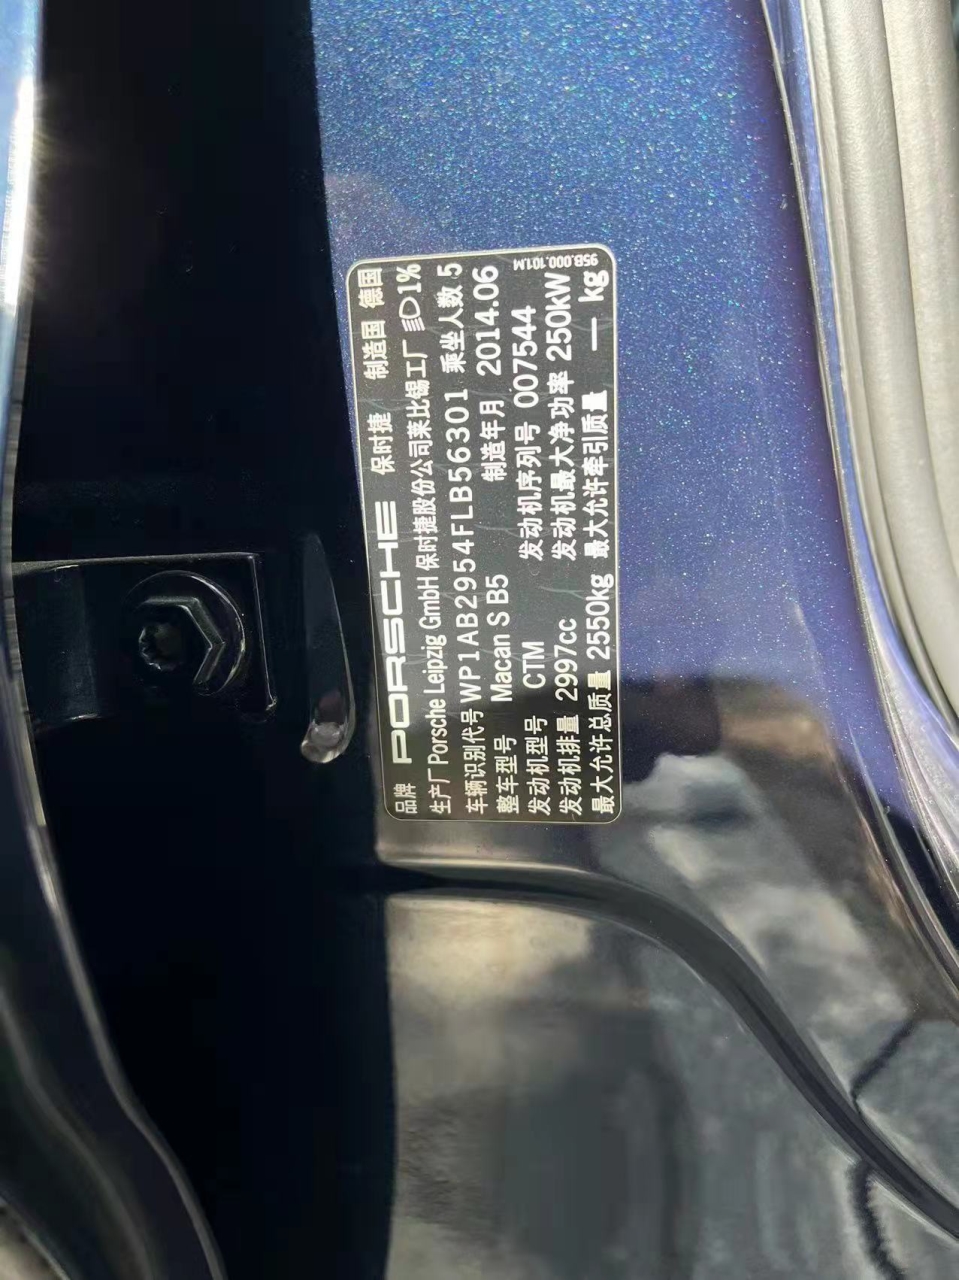 品牌 PORSCHE 保时捷 制造国 德国
生产厂 Porsche Leipzig GmbH 保时捷股份公司莱比锡工厂 1%
车辆识别代号 WP1AB2954FLB56301 乘坐人数 5
整车型号 Macan S B5 制造年月 2014.06
发动机型号 CTM 发动机序列号 007544
发动机排量 2997cc 发动机最大净功率 250kW
最大允许总质量 2550kg 最大允许牵引质量 — kg
95B.000.101.M